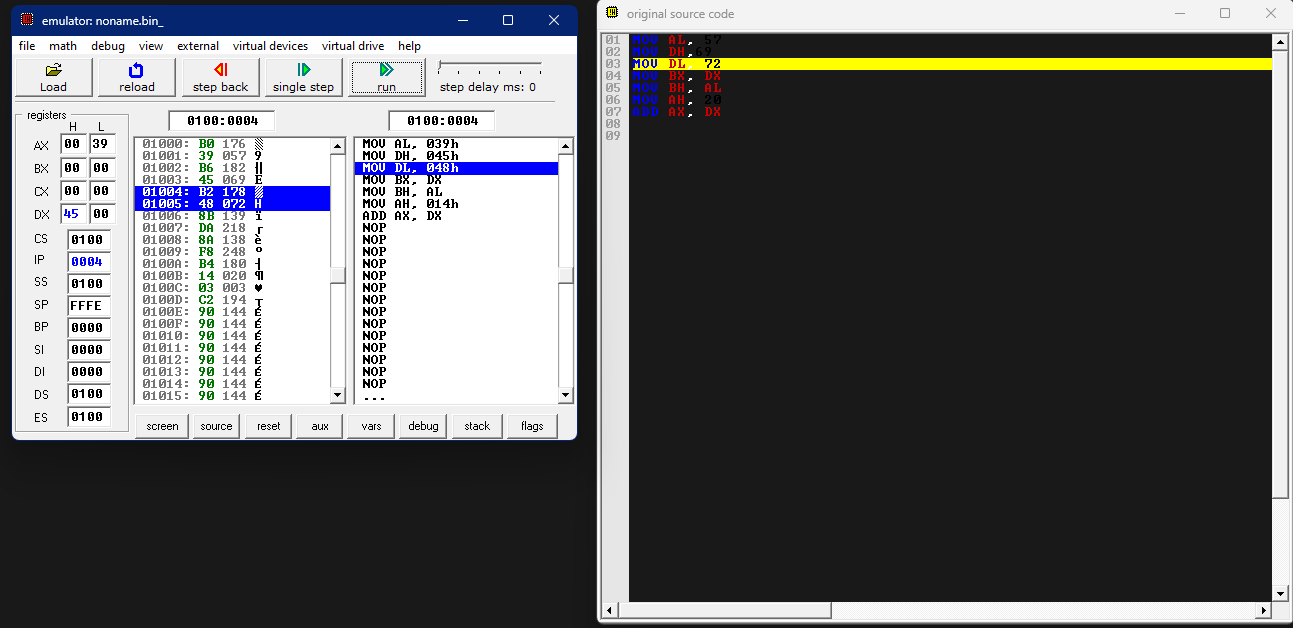 emulator: noname.bin_
file math debug view external virtual devices virtual drive help
Load reload step back single step run step delay ms: 0
registers
H L
AX 00 39
BX 00 00
CX 00 00
DX 45 00
CS 0100
IP 0004
SS 0100
SP FFFE
BP 0000
SI 0000
DI 0000
DS 0100
ES 0100
0100:0004
01000: B0 176 ▒
01001: 39 057 9
01002: B6 182 ╢
01003: 45 069 E
01004: B2 178 ▓
01005: 48 072 H
01006: 8B 139 ï
01007: DA 218 ┌
01008: 8A 138 è
01009: F8 248 °
0100A: B4 180 ┤
0100B: 14 020 ¶
0100C: 03 003 ♥
0100D: C2 194 ┬
0100E: 90 144 É
0100F: 90 144 É
01010: 90 144 É
01011: 90 144 É
01012: 90 144 É
01013: 90 144 É
01014: 90 144 É
01015: 90 144 É
0100:0004
MOV AL, 039h
MOV DH, 045h
MOV DL, 048h
MOV BX, DX
MOV BH, AL
MOV AH, 014h
ADD AX, DX
NOP
NOP
NOP
NOP
NOP
NOP
NOP
NOP
NOP
NOP
NOP
NOP
NOP
NOP
...
screen source reset aux vars debug stack flags
original source code
01 MOV AL, 57
02 MOV DH,69
03 MOV DL, 72
04 MOV BX, DX
05 MOV BH, AL
06 MOV AH, 20
07 ADD AX, DX
08
09